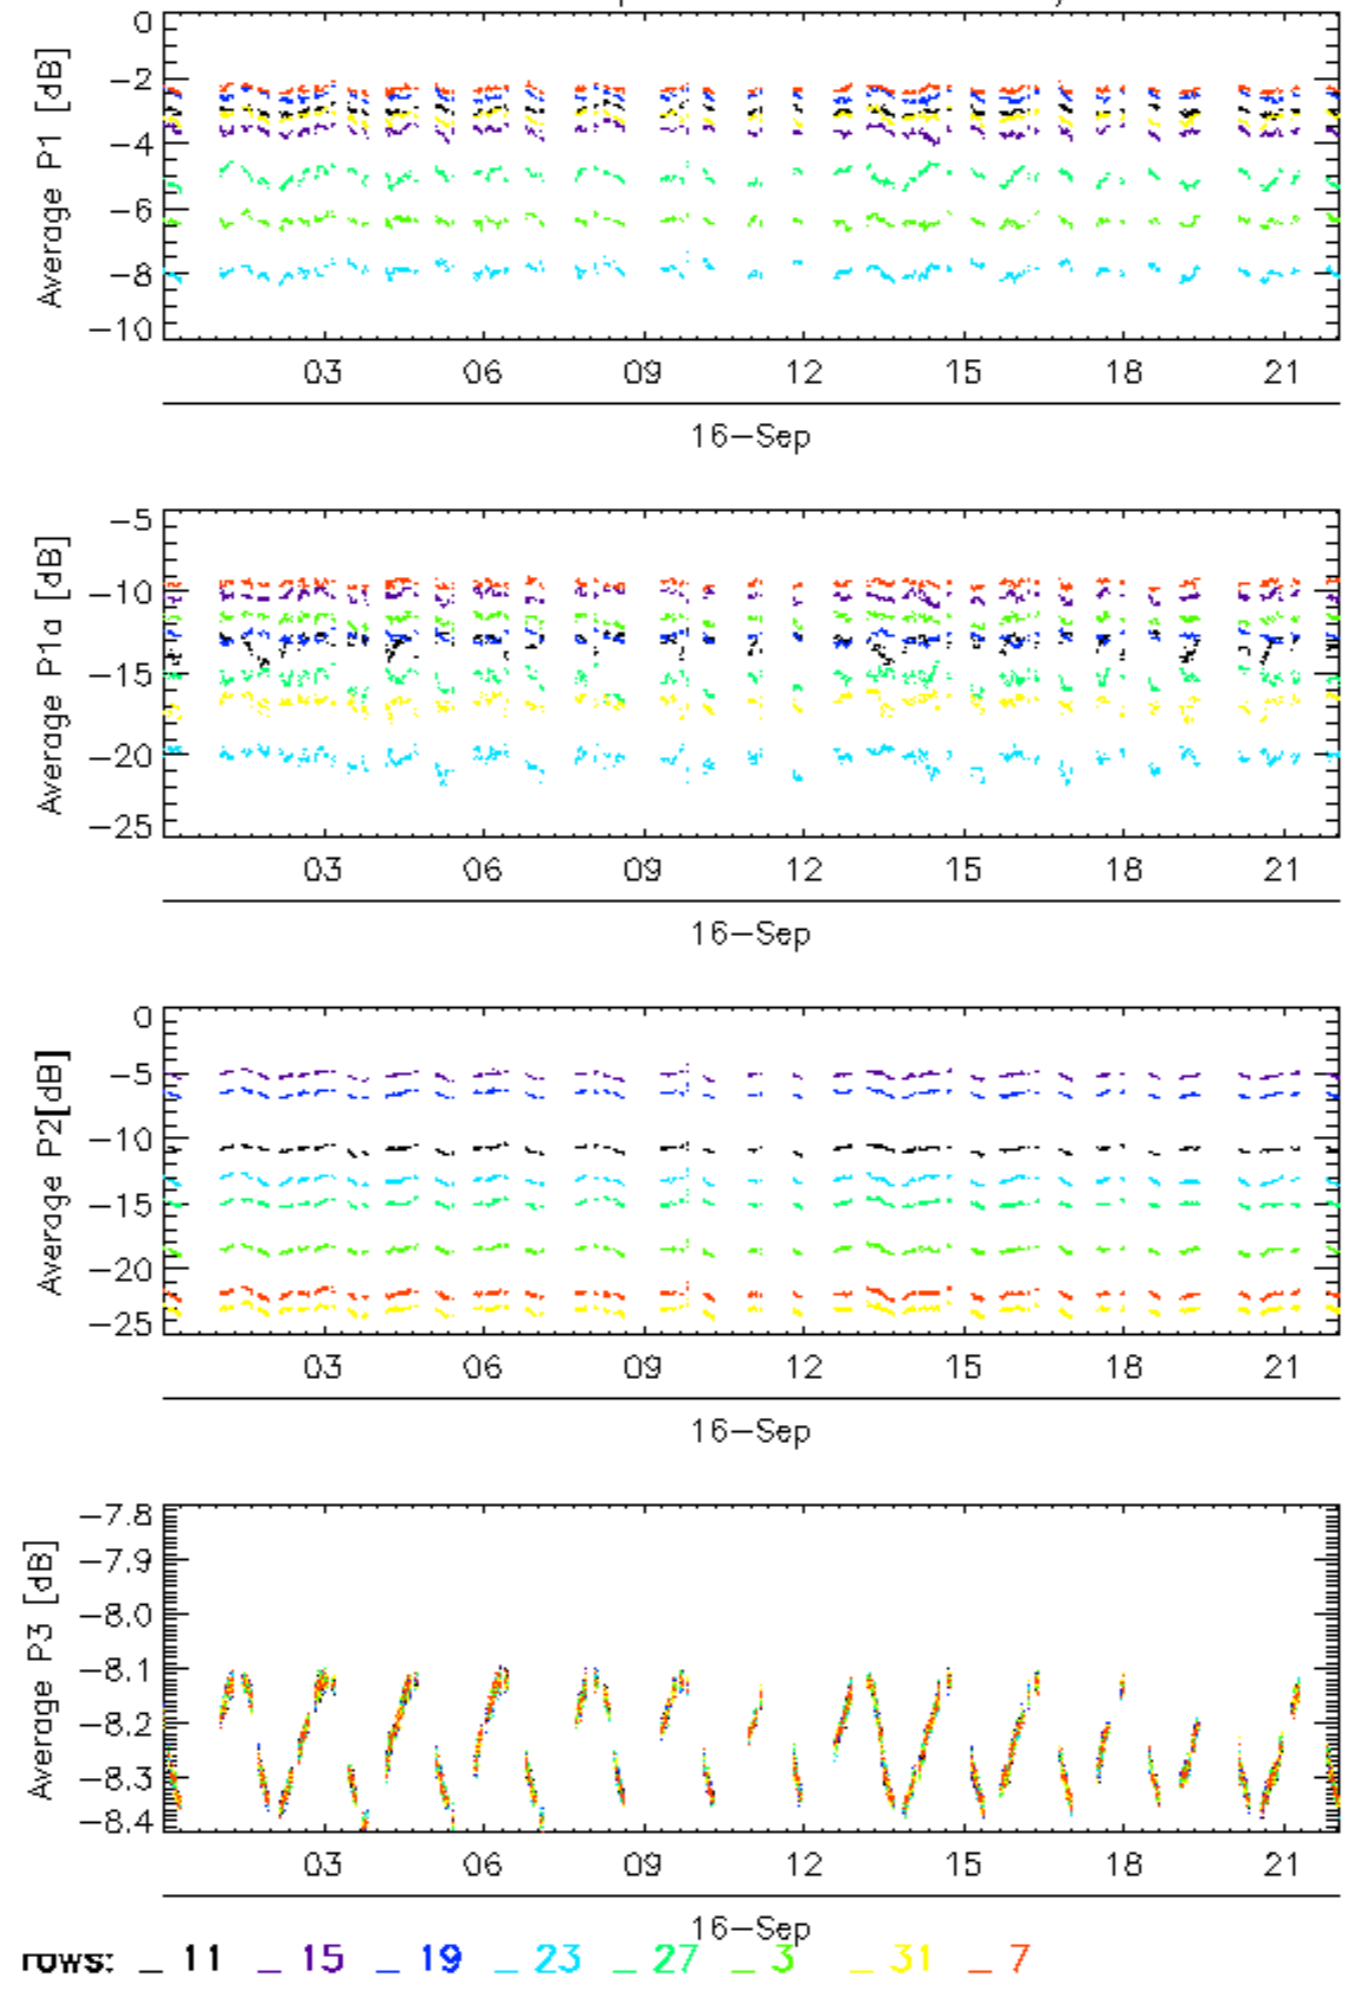 0
−2
−4
−6
−8
−10
Average P1 [dB]
03 06 09 12 15 18 21
16−Sep
−5
−10
−15
−20
−25
Average P1a [dB]
03 06 09 12 15 18 21
16−Sep
0
−5
−10
−15
−20
−25
Average P2[dB]
03 06 09 12 15 18 21
16−Sep
−7.8
−7.9
−8.0
−8.1
−8.2
−8.3
−8.4
Average P3 [dB]
03 06 09 12 15 18 21
16−Sep
rows: _ 11 _ 15 _ 19 _ 23 _ 27 _ 3 _ 31 _ 7